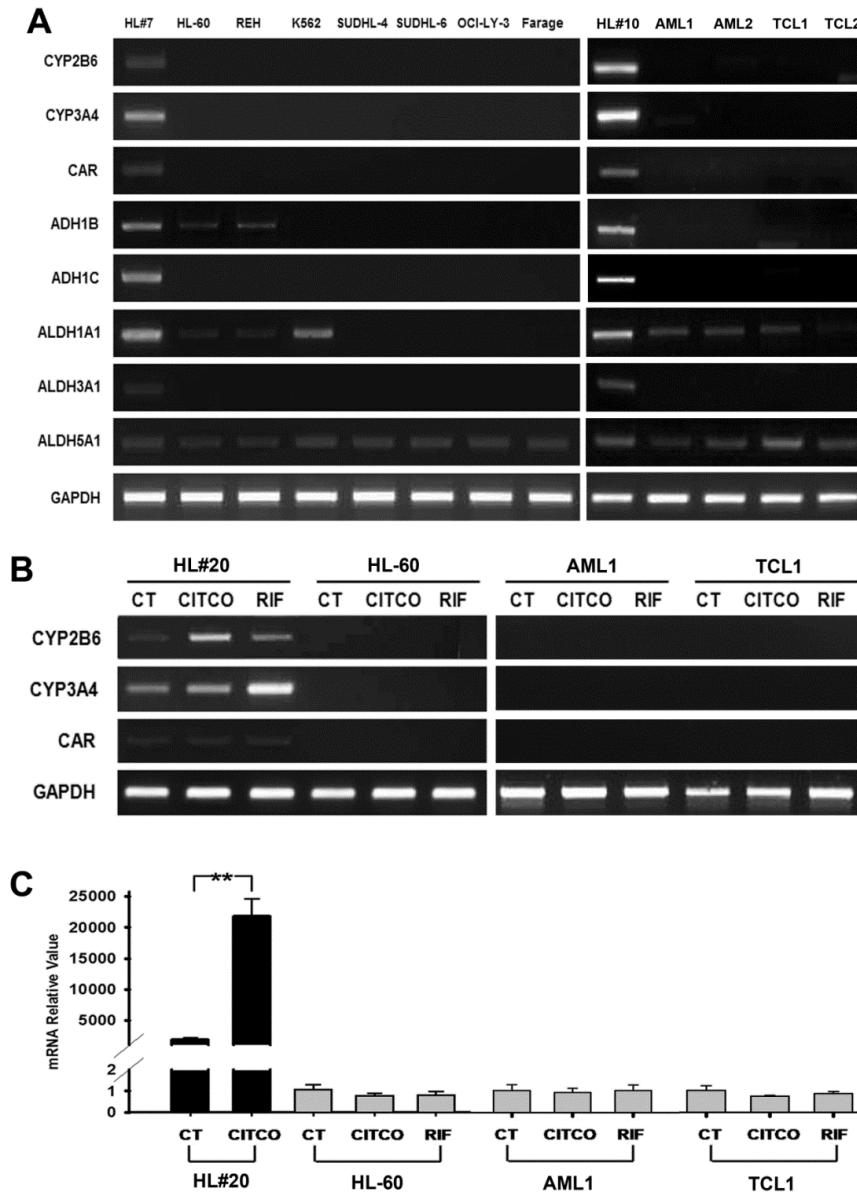 A
HL#7 HL-60 REH K562 SUDHL-4 SUDHL-6 OCI-LY-3 Farage HL#10 AML1 AML2 TCL1 TCL2
CYP2B6
CYP3A4
CAR
ADH1B
ADH1C
ALDH1A1
ALDH3A1
ALDH5A1
GAPDH
B
HL#20 HL-60 AML1 TCL1
CT CITCO RIF CT CITCO RIF CT CITCO RIF CT CITCO RIF
CYP2B6
CYP3A4
CAR
GAPDH
C
**
mRNA Relative Value
25000
20000
15000
10000
5000
2
1
0
CT CITCO CT CITCO RIF CT CITCO RIF CT CITCO RIF
HL#20 HL-60 AML1 TCL1